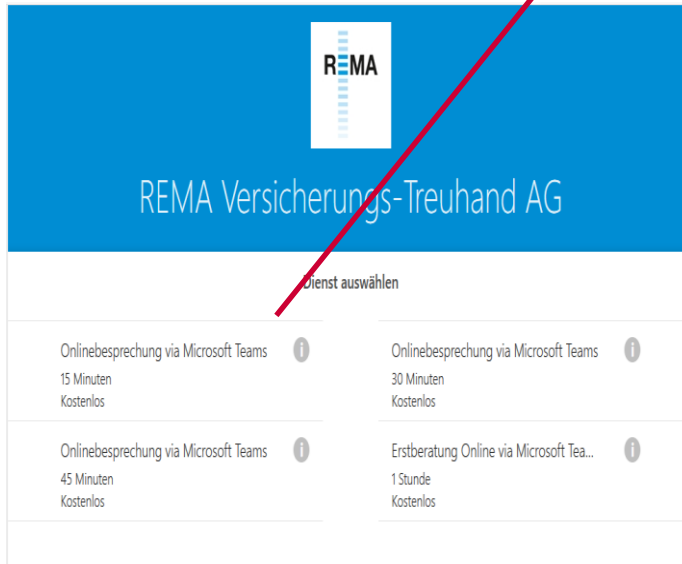 REMA
REMA Versicherungs-Treuhand AG
Dienst auswählen
Onlinebesprechung via Microsoft Teams
15 Minuten
Kostenlos
Onlinebesprechung via Microsoft Teams
30 Minuten
Kostenlos
Onlinebesprechung via Microsoft Teams
45 Minuten
Kostenlos
Erstberatung Online via Microsoft Tea...
1 Stunde
Kostenlos